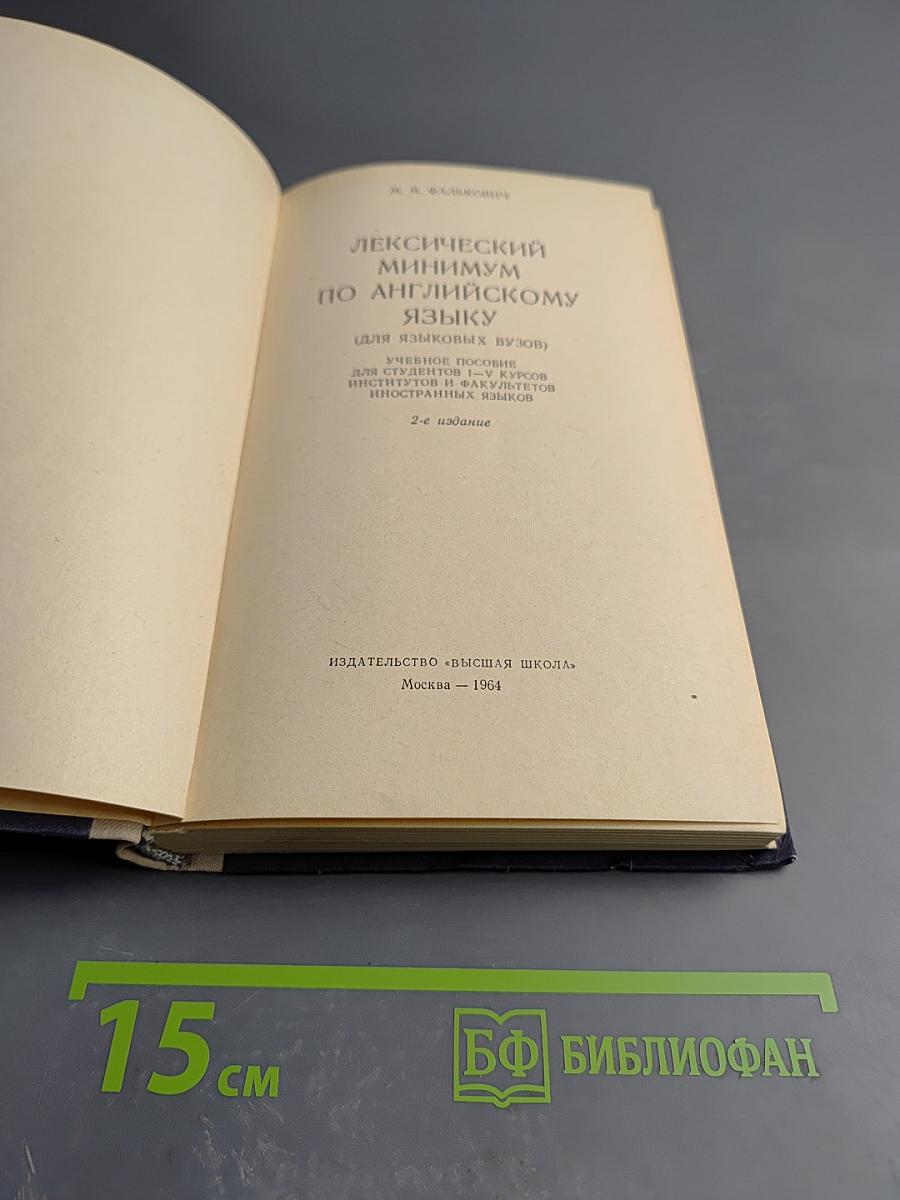 М. М. ФАЛЬКОВИЧ
ЛЕКСИЧЕСКИЙ
МИНИМУМ
ПО АНГЛИЙСКОМУ
ЯЗЫКУ
(ДЛЯ ЯЗЫКОВЫХ ВУЗОВ)
УЧЕБНОЕ ПОСОБИЕ
ДЛЯ СТУДЕНТОВ I—V КУРСОВ
ИНСТИТУТОВ И ФАКУЛЬТЕТОВ
ИНОСТРАННЫХ ЯЗЫКОВ
2-е издание
ИЗДАТЕЛЬСТВО «ВЫСШАЯ ШКОЛА»
Москва — 1964
15 см
БФ БИБЛИОФАН